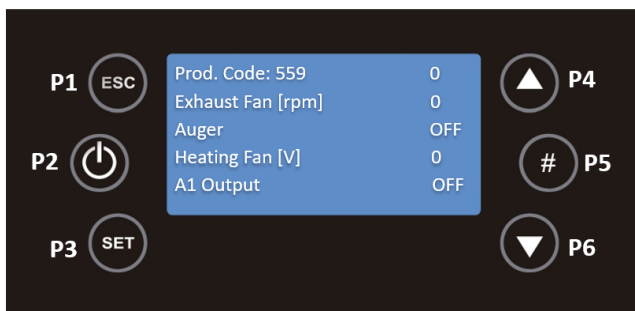 P1 ESC
P2
P3 SET
Prod. Code: 559 0
Exhaust Fan [rpm] 0
Auger OFF
Heating Fan [V] 0
A1 Output OFF
P4
# P5
P6